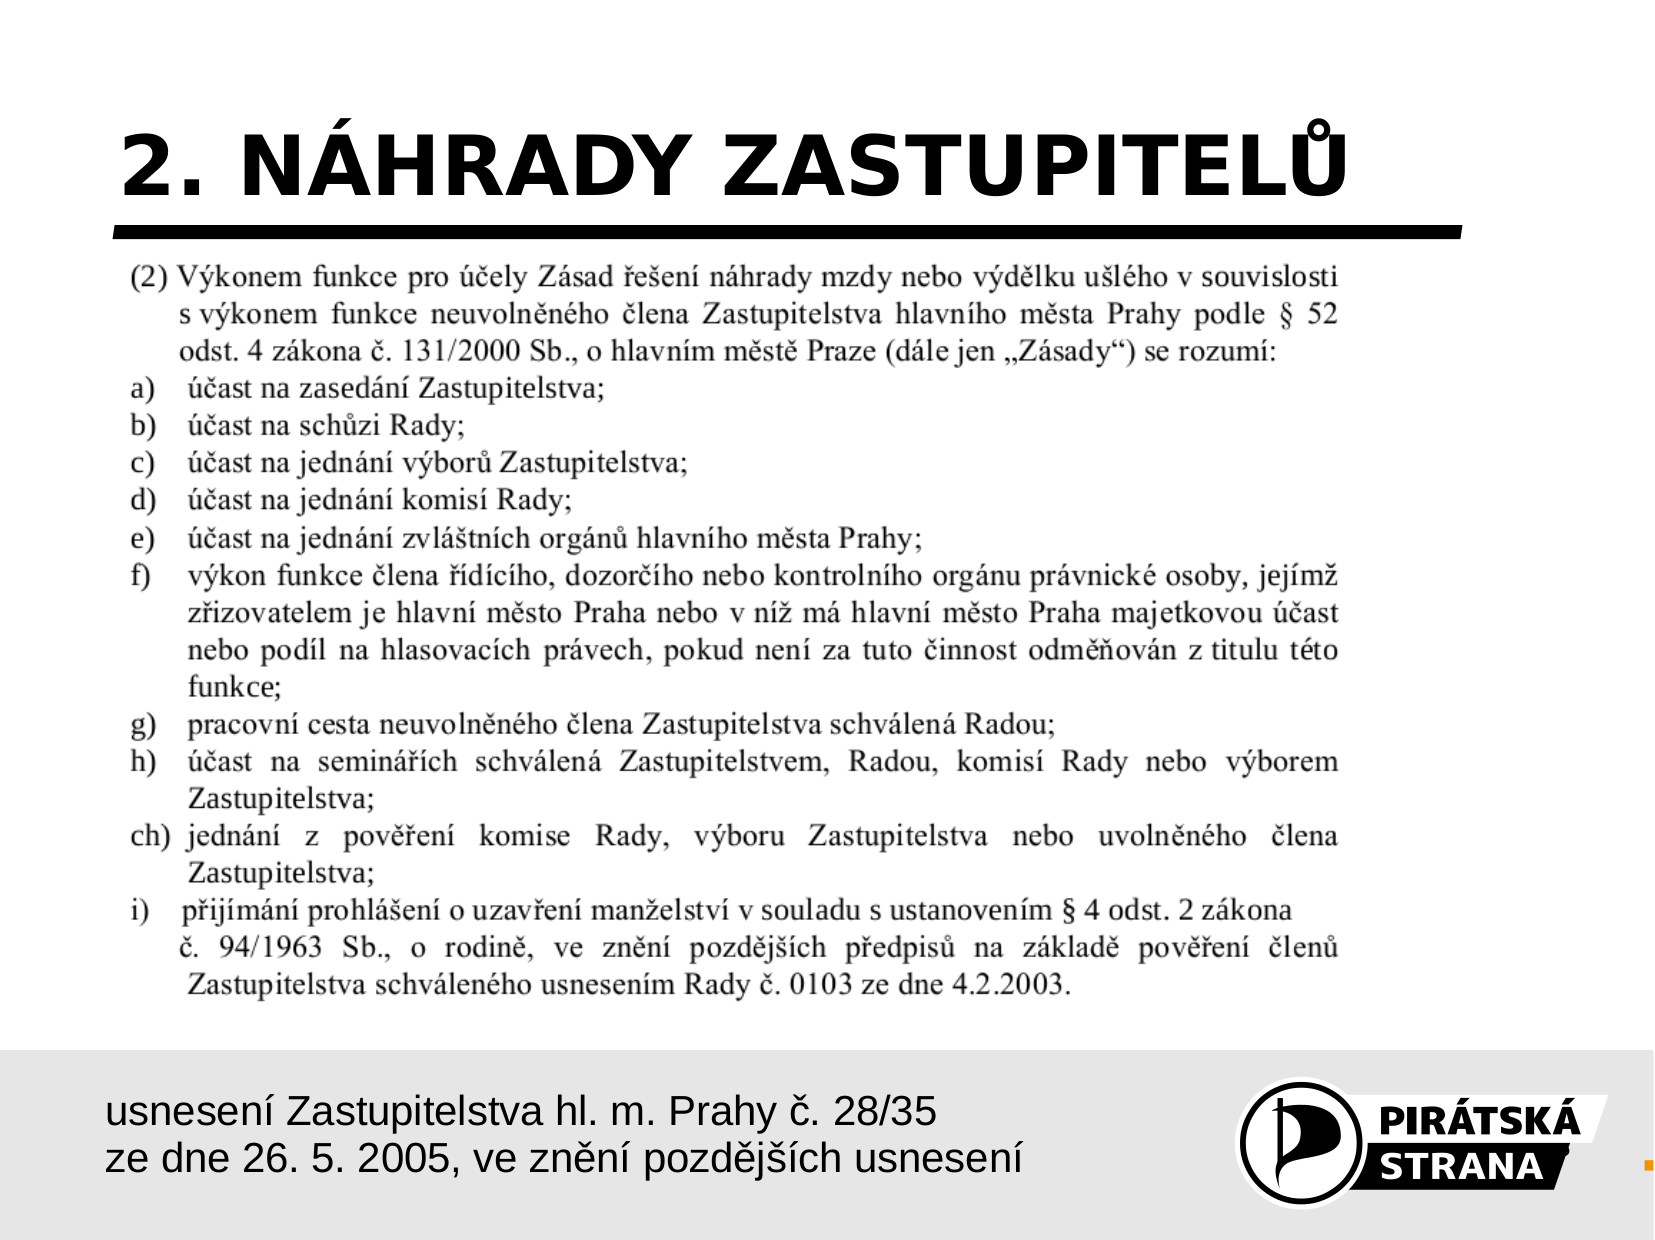 2. NÁHRADY ZASTUPITELŮ
(2) Výkonem funkce pro účely Zásad řešení náhrady mzdy nebo výdělku ušlého v souvislosti
s výkonem funkce neuvolněného člena Zastupitelstva hlavního města Prahy podle § 52
odst. 4 zákona č. 131/2000 Sb., o hlavním městě Praze (dále jen „Zásady“) se rozumí:
a) účast na zasedání Zastupitelstva;
b) účast na schůzi Rady;
c) účast na jednání výborů Zastupitelstva;
d) účast na jednání komisí Rady;
e) účast na jednání zvláštních orgánů hlavního města Prahy;
f) výkon funkce člena řídícího, dozorčího nebo kontrolního orgánu právnické osoby, jejímž
zřizovatelem je hlavní město Praha nebo v níž má hlavní město Praha majetkovou účast
nebo podíl na hlasovacích právech, pokud není za tuto činnost odměňován z titulu této
funkce;
g) pracovní cesta neuvolněného člena Zastupitelstva schválená Radou;
h) účast na seminářích schválená Zastupitelstvem, Radou, komisí Rady nebo výborem
Zastupitelstva;
ch) jednání z pověření komise Rady, výboru Zastupitelstva nebo uvolněného člena
Zastupitelstva;
i) přijímání prohlášení o uzavření manželství v souladu s ustanovením § 4 odst. 2 zákona
č. 94/1963 Sb., o rodině, ve znění pozdějších předpisů na základě pověření členů
Zastupitelstva schváleného usnesením Rady č. 0103 ze dne 4.2.2003.
usnesení Zastupitelstva hl. m. Prahy č. 28/35
ze dne 26. 5. 2005, ve znění pozdějších usnesení
PIRÁTSKÁ
STRANA